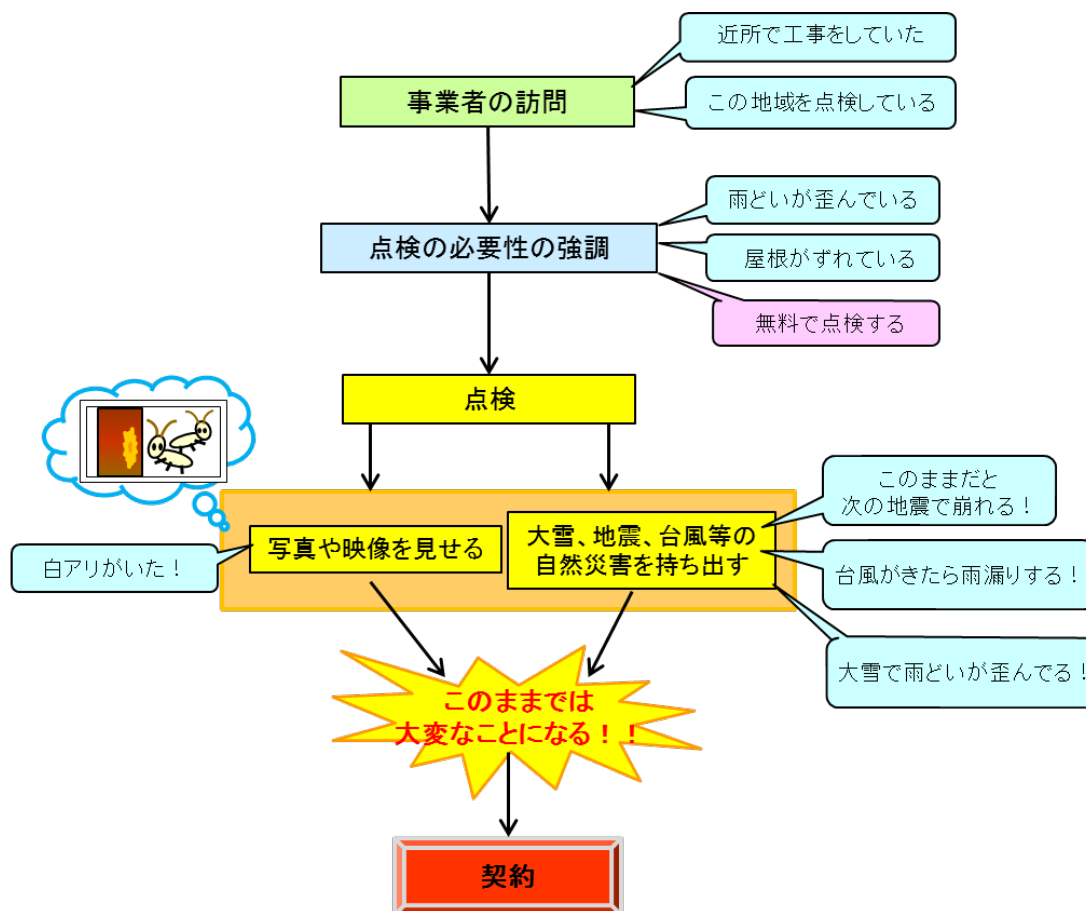 近所で工事をしていた
事業者の訪問
この地域を点検している
雨どいが歪んでいる
点検の必要性の強調
屋根がずれている
無料で点検する
点検
このままだと
次の地震で崩れる！
白アリがいた！
写真や映像を見せる
大雪、地震、台風等の
自然災害を持ち出す
台風がきたら雨漏りする！
大雪で雨どいが歪んでる！
このままでは
大変なことになる！！
契約